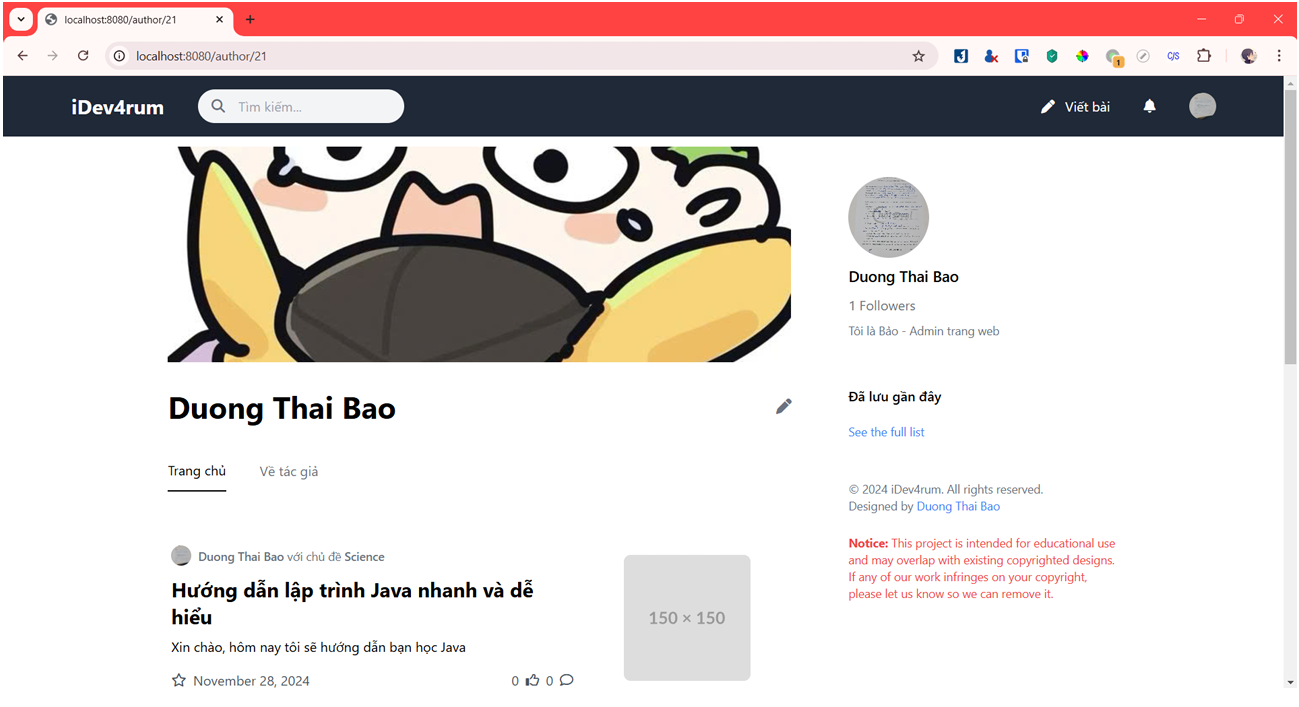 localhost:8080/author/21
localhost:8080/author/21
1
C/S
iDev4rum
Tìm kiếm...
Viết bài
Duong Thai Bao
1 Followers
Tôi là Bảo - Admin trang web
Duong Thai Bao
Trang chủ
Về tác giả
Đã lưu gần đây
See the full list
© 2024 iDev4rum. All rights reserved.
Designed by Duong Thai Bao
Notice: This project is intended for educational use
and may overlap with existing copyrighted designs.
If any of our work infringes on your copyright,
please let us know so we can remove it.
Duong Thai Bao với chủ đề Science
Hướng dẫn lập trình Java nhanh và dễ
hiểu
Xin chào, hôm nay tôi sẽ hướng dẫn bạn học Java
November 28, 2024
0 0
150 × 150